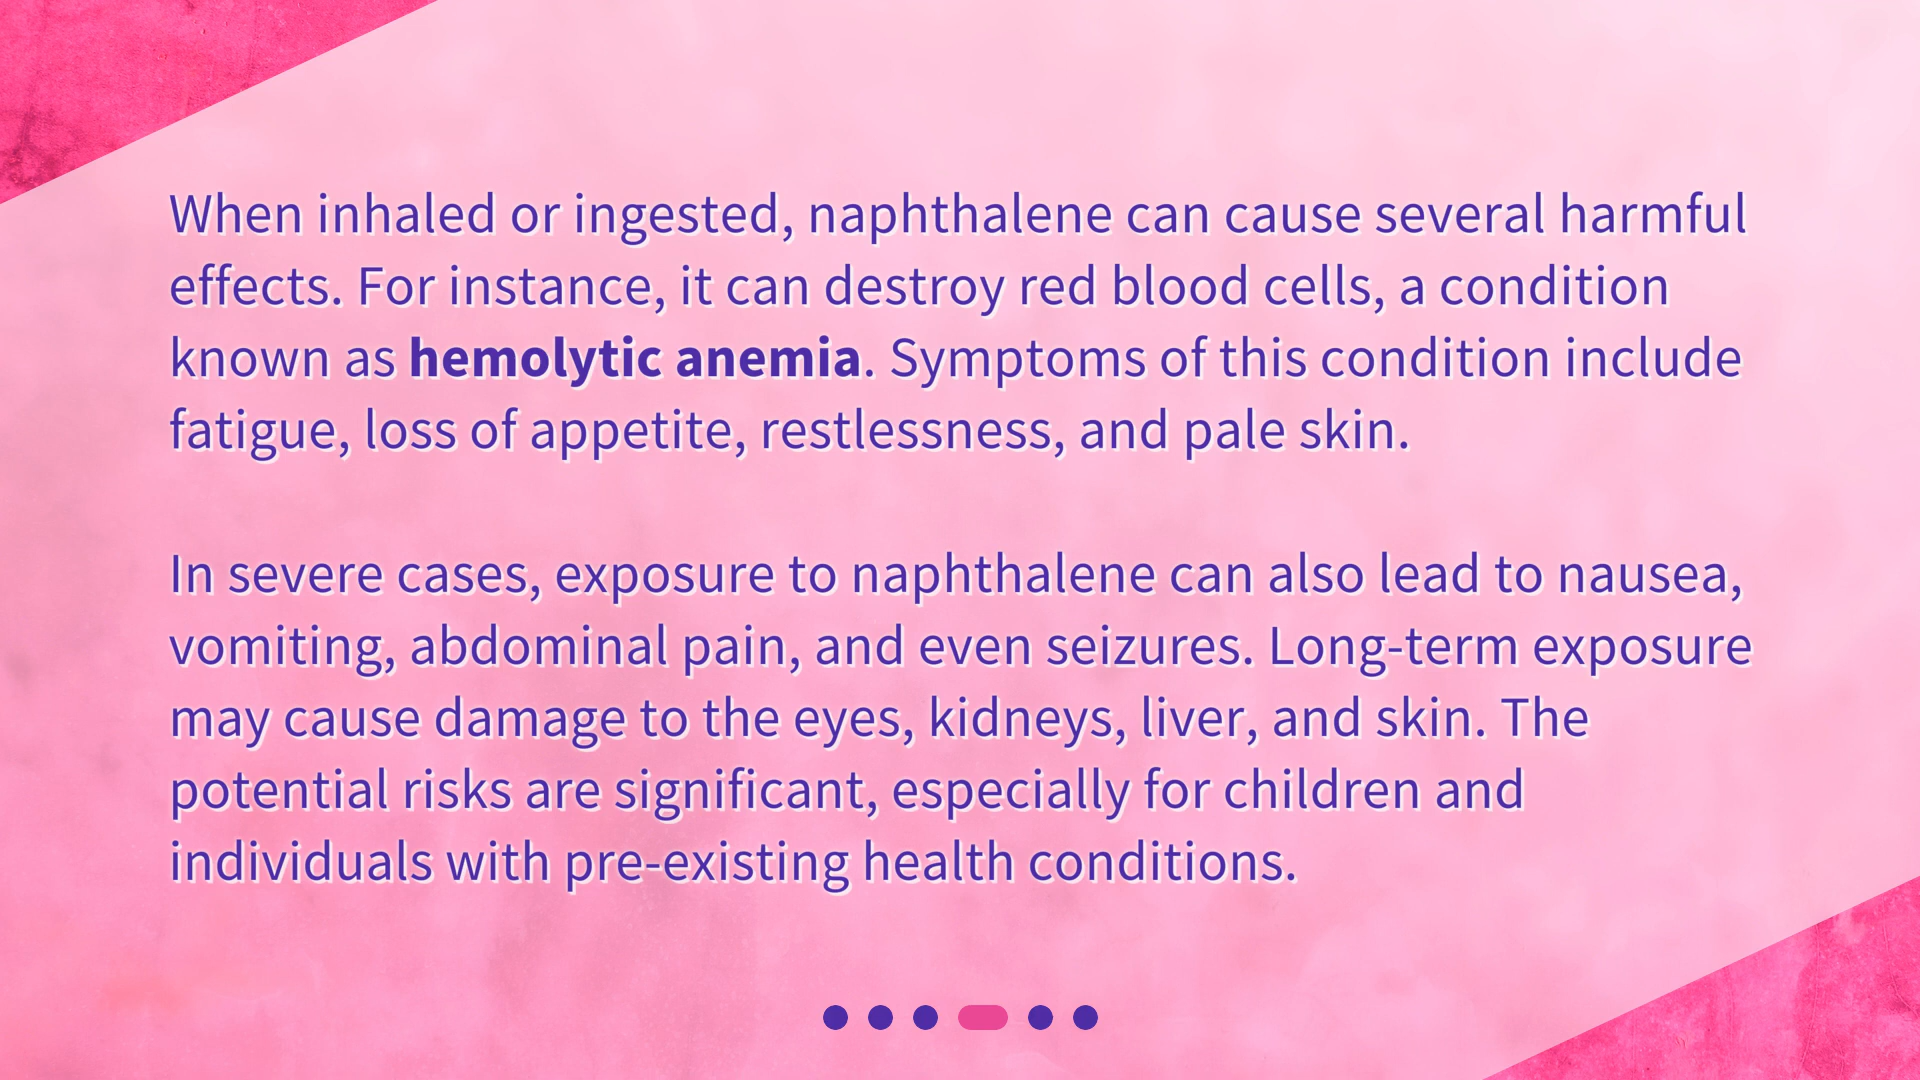 When inhaled or ingested, naphthalene can cause several harmful
effects. For instance, it can destroy red blood cells, a condition
known as hemolytic anemia. Symptoms of this condition include
fatigue, loss of appetite, restlessness, and pale skin.
In severe cases, exposure to naphthalene can also lead to nausea,
vomiting, abdominal pain, and even seizures. Long-term exposure
may cause damage to the eyes, kidneys, liver, and skin. The
potential risks are significant, especially for children and
individuals with pre-existing health conditions.